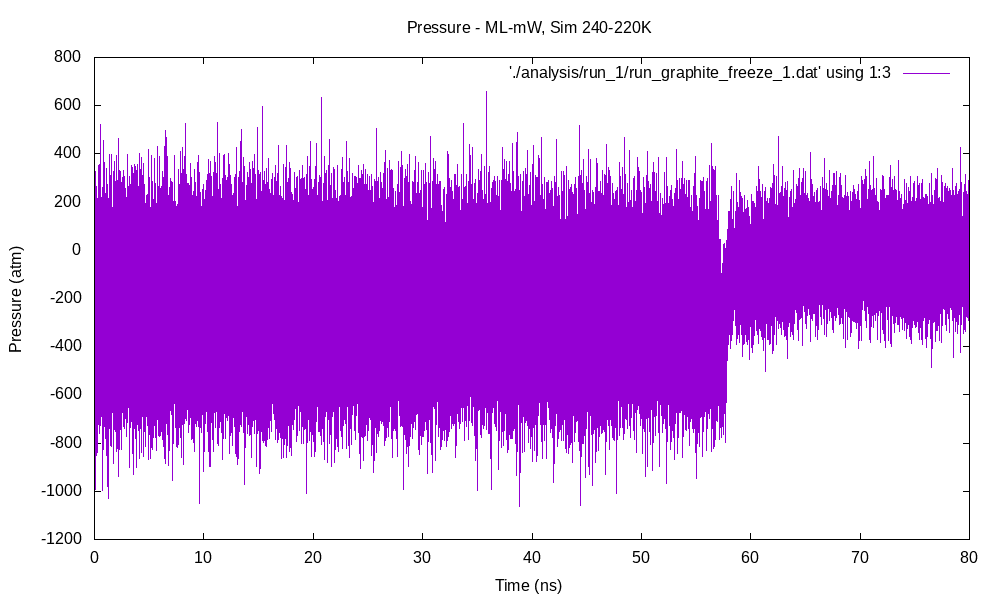 Pressure - ML-mW, Sim 240-220K
'./analysis/run_1/run_graphite_freeze_1.dat' using 1:3
800
600
400
200
0
-200
-400
-600
-800
-1000
-1200
Pressure (atm)
0 10 20 30 40 50 60 70 80
Time (ns)